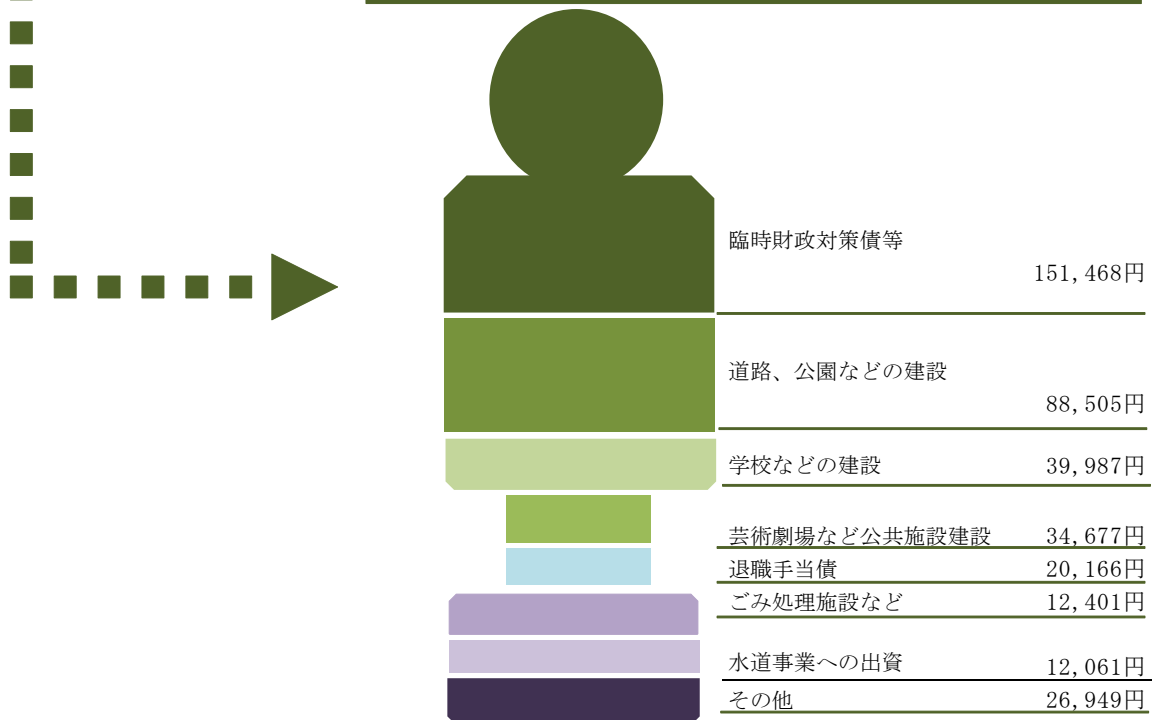 臨時財政対策債等
151,468円
道路、公園などの建設
88,505円
学校などの建設 39,987円
芸術劇場など公共施設建設 34,677円
退職手当債 20,166円
ごみ処理施設など 12,401円
水道事業への出資 12,061円
その他 26,949円